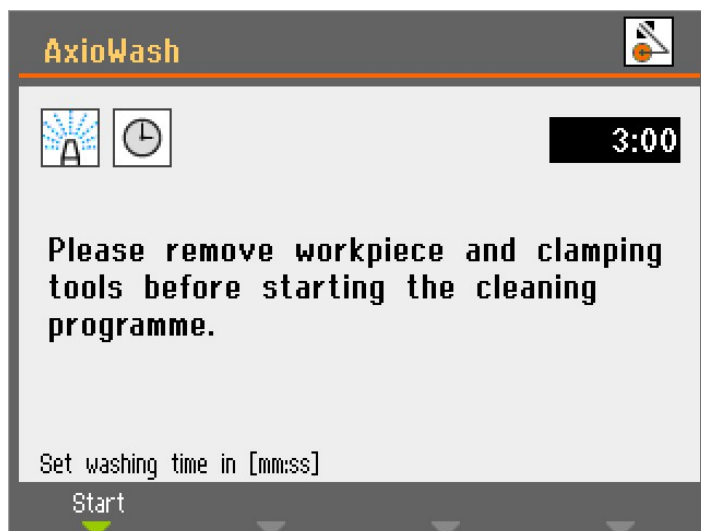 AxioWash
3:00
Please remove workpiece and clamping
tools before starting the cleaning
programme.
Set washing time in [mm:ss]
Start